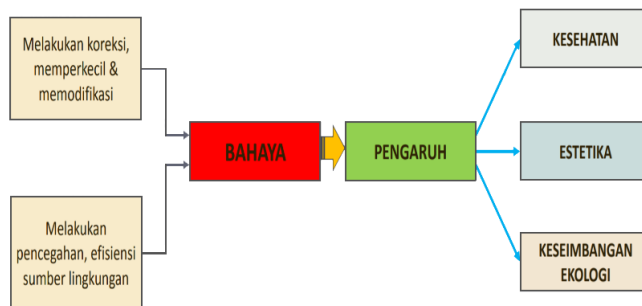 Melakukan koreksi,
memperkecil &
memodifikasi
Melakukan
pencegahan, efisiensi
sumber lingkungan
BAHAYA
PENGARUH
KESEHATAN
ESTETIKA
KESEIMBANGAN
EKOLOGI